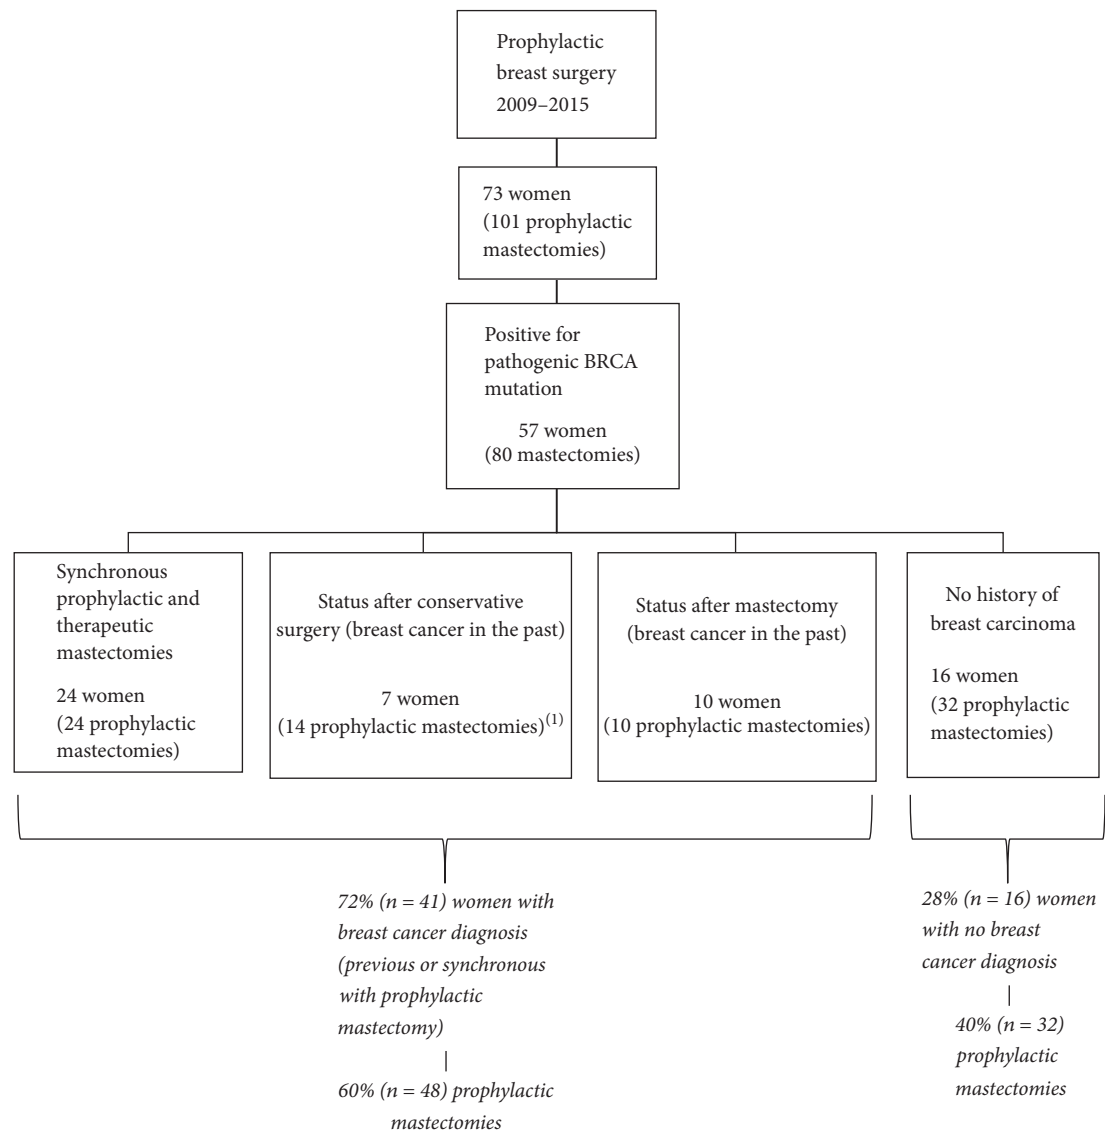 Prophylactic
breast surgery
2009–2015
73 women
(101 prophylactic
mastectomies)
Positive for
pathogenic BRCA
mutation
57 women
(80 mastectomies)
Synchronous
prophylactic and
therapeutic
mastectomies
24 women
(24 prophylactic
mastectomies)
Status after conservative
surgery (breast cancer in the past)
7 women
(14 prophylactic mastectomies)(1)
Status after mastectomy
(breast cancer in the past)
10 women
(10 prophylactic mastectomies)
No history of
breast carcinoma
16 women
(32 prophylactic
mastectomies)
72% (n = 41) women with
breast cancer diagnosis
(previous or synchronous
with prophylactic
mastectomy)
60% (n = 48) prophylactic
mastectomies
28% (n = 16) women
with no breast
cancer diagnosis
40% (n = 32)
prophylactic
mastectomies